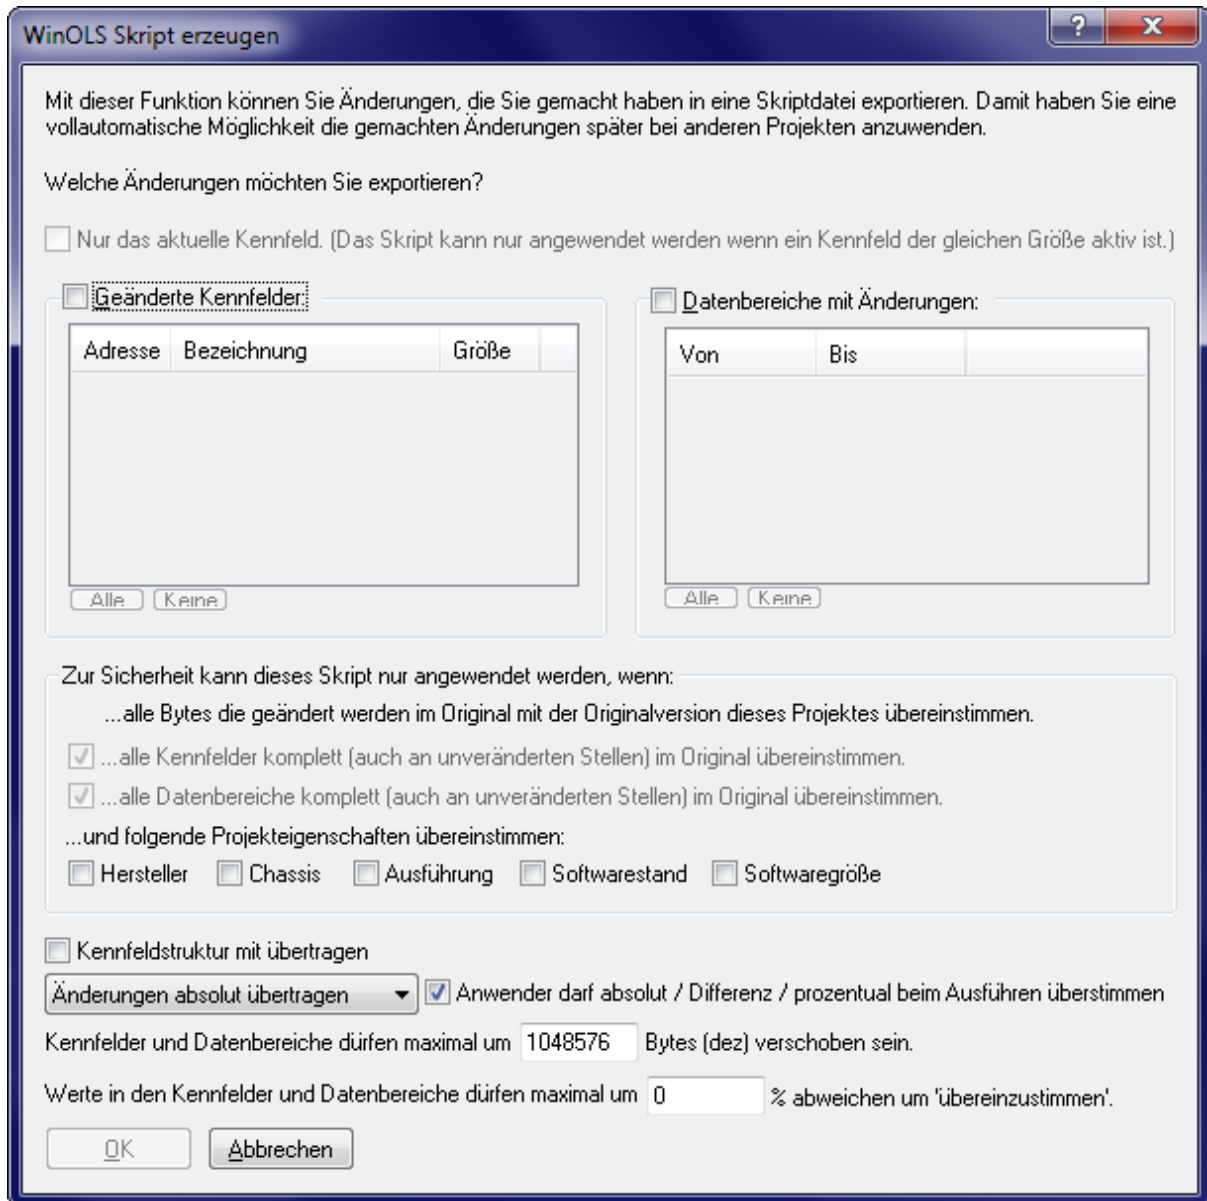 WinOLS Skript erzeugen
Mit dieser Funktion können Sie Änderungen, die Sie gemacht haben in eine Skriptdatei exportieren. Damit haben Sie eine
vollautomatische Möglichkeit die gemachten Änderungen später bei anderen Projekten anzuwenden.
Welche Änderungen möchten Sie exportieren?
Nur das aktuelle Kennfeld. (Das Skript kann nur angewendet werden wenn ein Kennfeld der gleichen Größe aktiv ist.)
Geänderte Kennfelder:
Adresse Bezeichnung Größe
Alle Keine
Datenbereiche mit Änderungen:
Von Bis
Alle Keine
Zur Sicherheit kann dieses Skript nur angewendet werden, wenn:
...alle Bytes die geändert werden im Original mit der Originalversion dieses Projektes übereinstimmen.
...alle Kennfelder komplett (auch an unveränderten Stellen) im Original übereinstimmen.
...alle Datenbereiche komplett (auch an unveränderten Stellen) im Original übereinstimmen.
...und folgende Projekteigenschaften übereinstimmen:
Hersteller Chassis Ausführung Softwarestand Softwaregröße
Kennfeldstruktur mit übertragen
Änderungen absolut übertragen Anwender darf absolut / Differenz / prozentual beim Ausführen überstimmen
Kennfelder und Datenbereiche dürfen maximal um 1048576 Bytes (dez) verschoben sein.
Werte in den Kennfelder und Datenbereiche dürfen maximal um 0 % abweichen um 'übereinzustimmen'.
OK Abbrechen